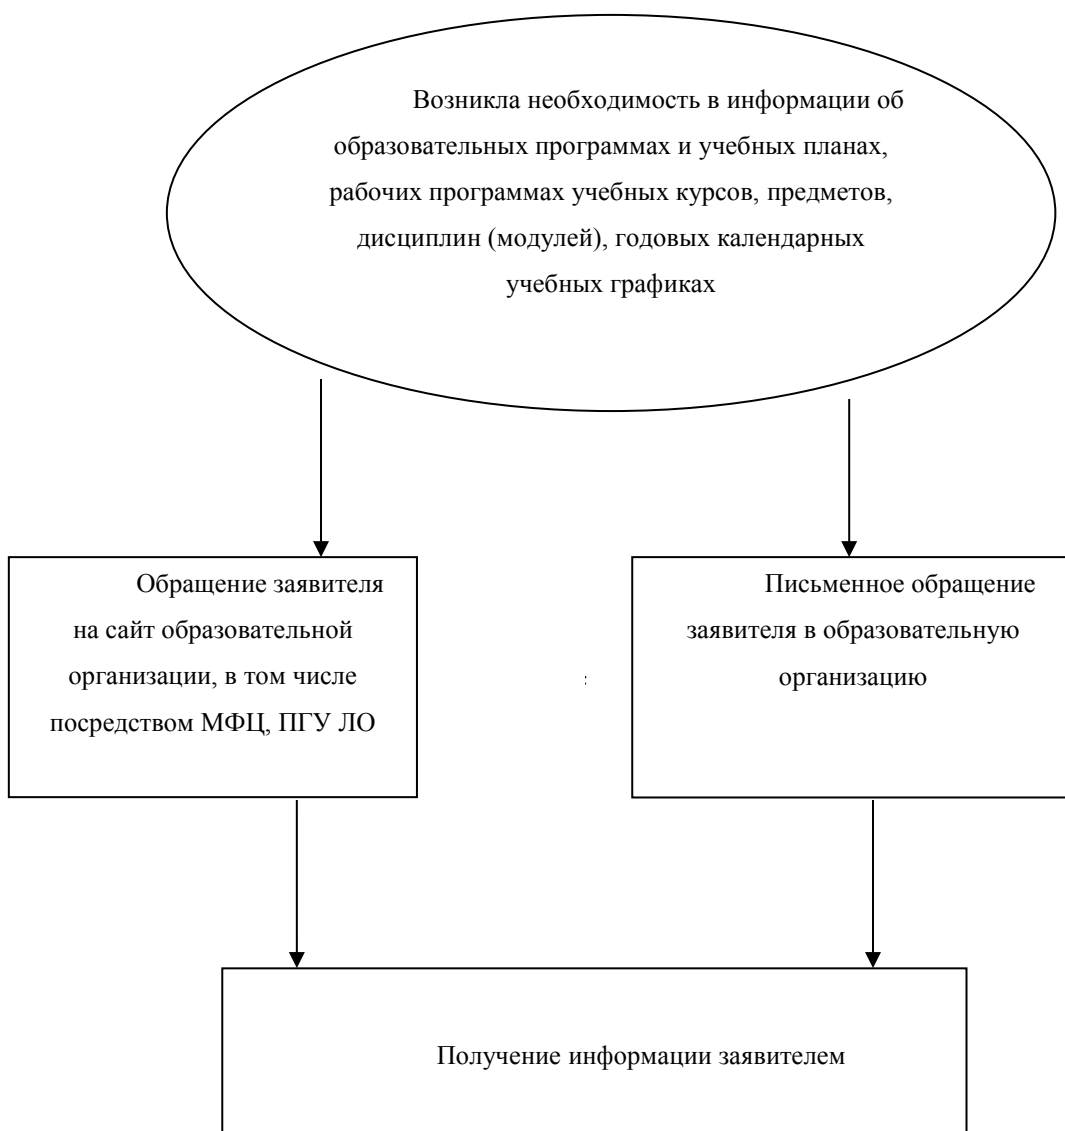 Возникла необходимость в информации об
образовательных программах и учебных планах,
рабочих программах учебных курсов, предметов,
дисциплин (модулей), годовых календарных
учебных графиках
Обращение заявителя
на сайт образовательной
организации, в том числе
посредством МФЦ, ПГУ ЛО
:
Письменное обращение
заявителя в образовательную
организацию
Получение информации заявителем